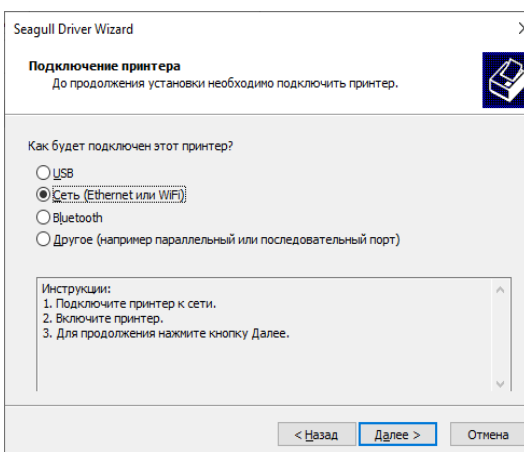 Seagull Driver Wizard
Подключение принтера
До продолжения установки необходимо подключить принтер.
Как будет подключен этот принтер?
USB
Сеть (Ethernet или WiFi)
Bluetooth
Другое (например параллельный или последовательный порт)
Инструкции:
1. Подключите принтер к сети.
2. Включите принтер.
3. Для продолжения нажмите кнопку Далее.
< Назад Далее > Отмена